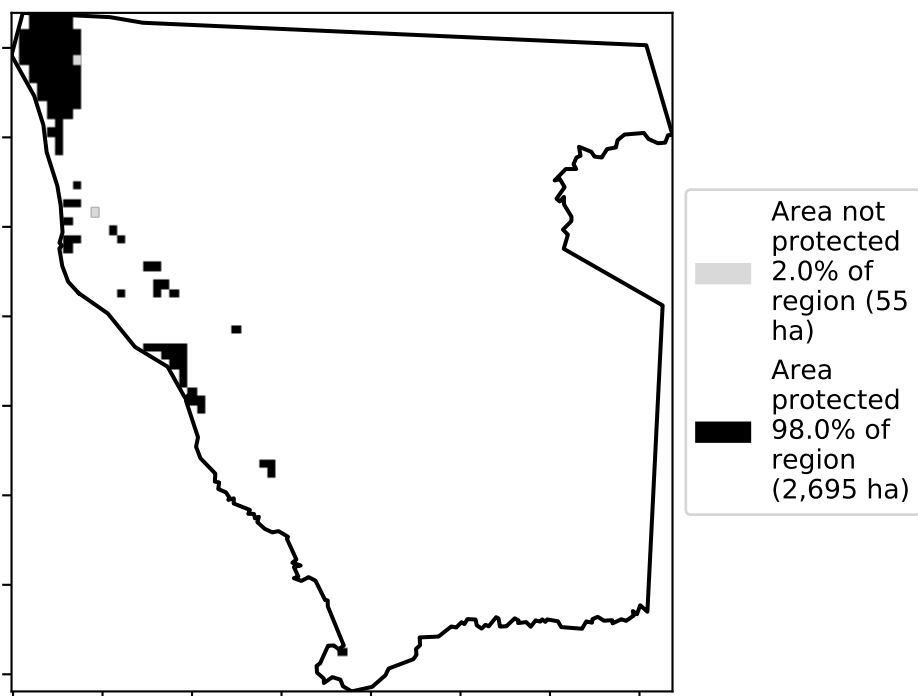 Area not
protected
2.0% of
region (55
ha)
Area
protected
98.0% of
region
(2,695 ha)